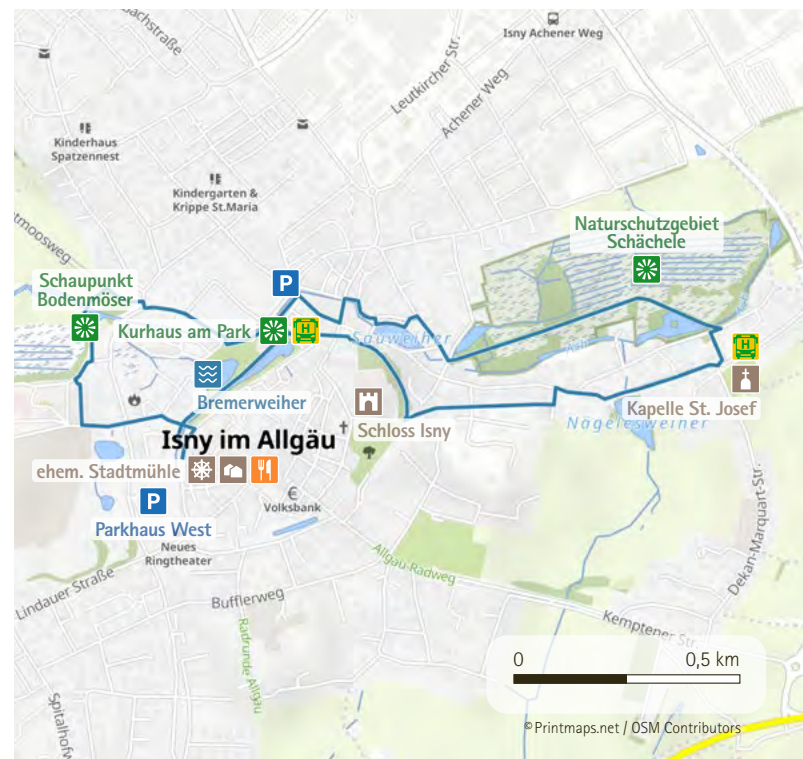 Isny Achener Weg
Leutkircher Str.
Achener Weg
Kinderhaus
Spatzennest
Kindergarten &
Krippe St.Maria
Naturschutzgebiet
Schächele
Schaupunkt
Bodenmöser
P
Kurhaus am Park
H
Sauweiher
H
Bremerweiher
Schloss Isny
Kapelle St. Josef
Nägelesweiher
Isny im Allgäu
ehem. Stadtmühle
P
Parkhaus West
€
Volksbank
Neues
Ringtheater
Allgäu-Radweg
Dekan-Marquart-Str.
Lindauer Straße
Bufflerweg
Radrunde Allgäu
Kemptener Str.
0 0,5 km
© Printmaps.net / OSM Contributors